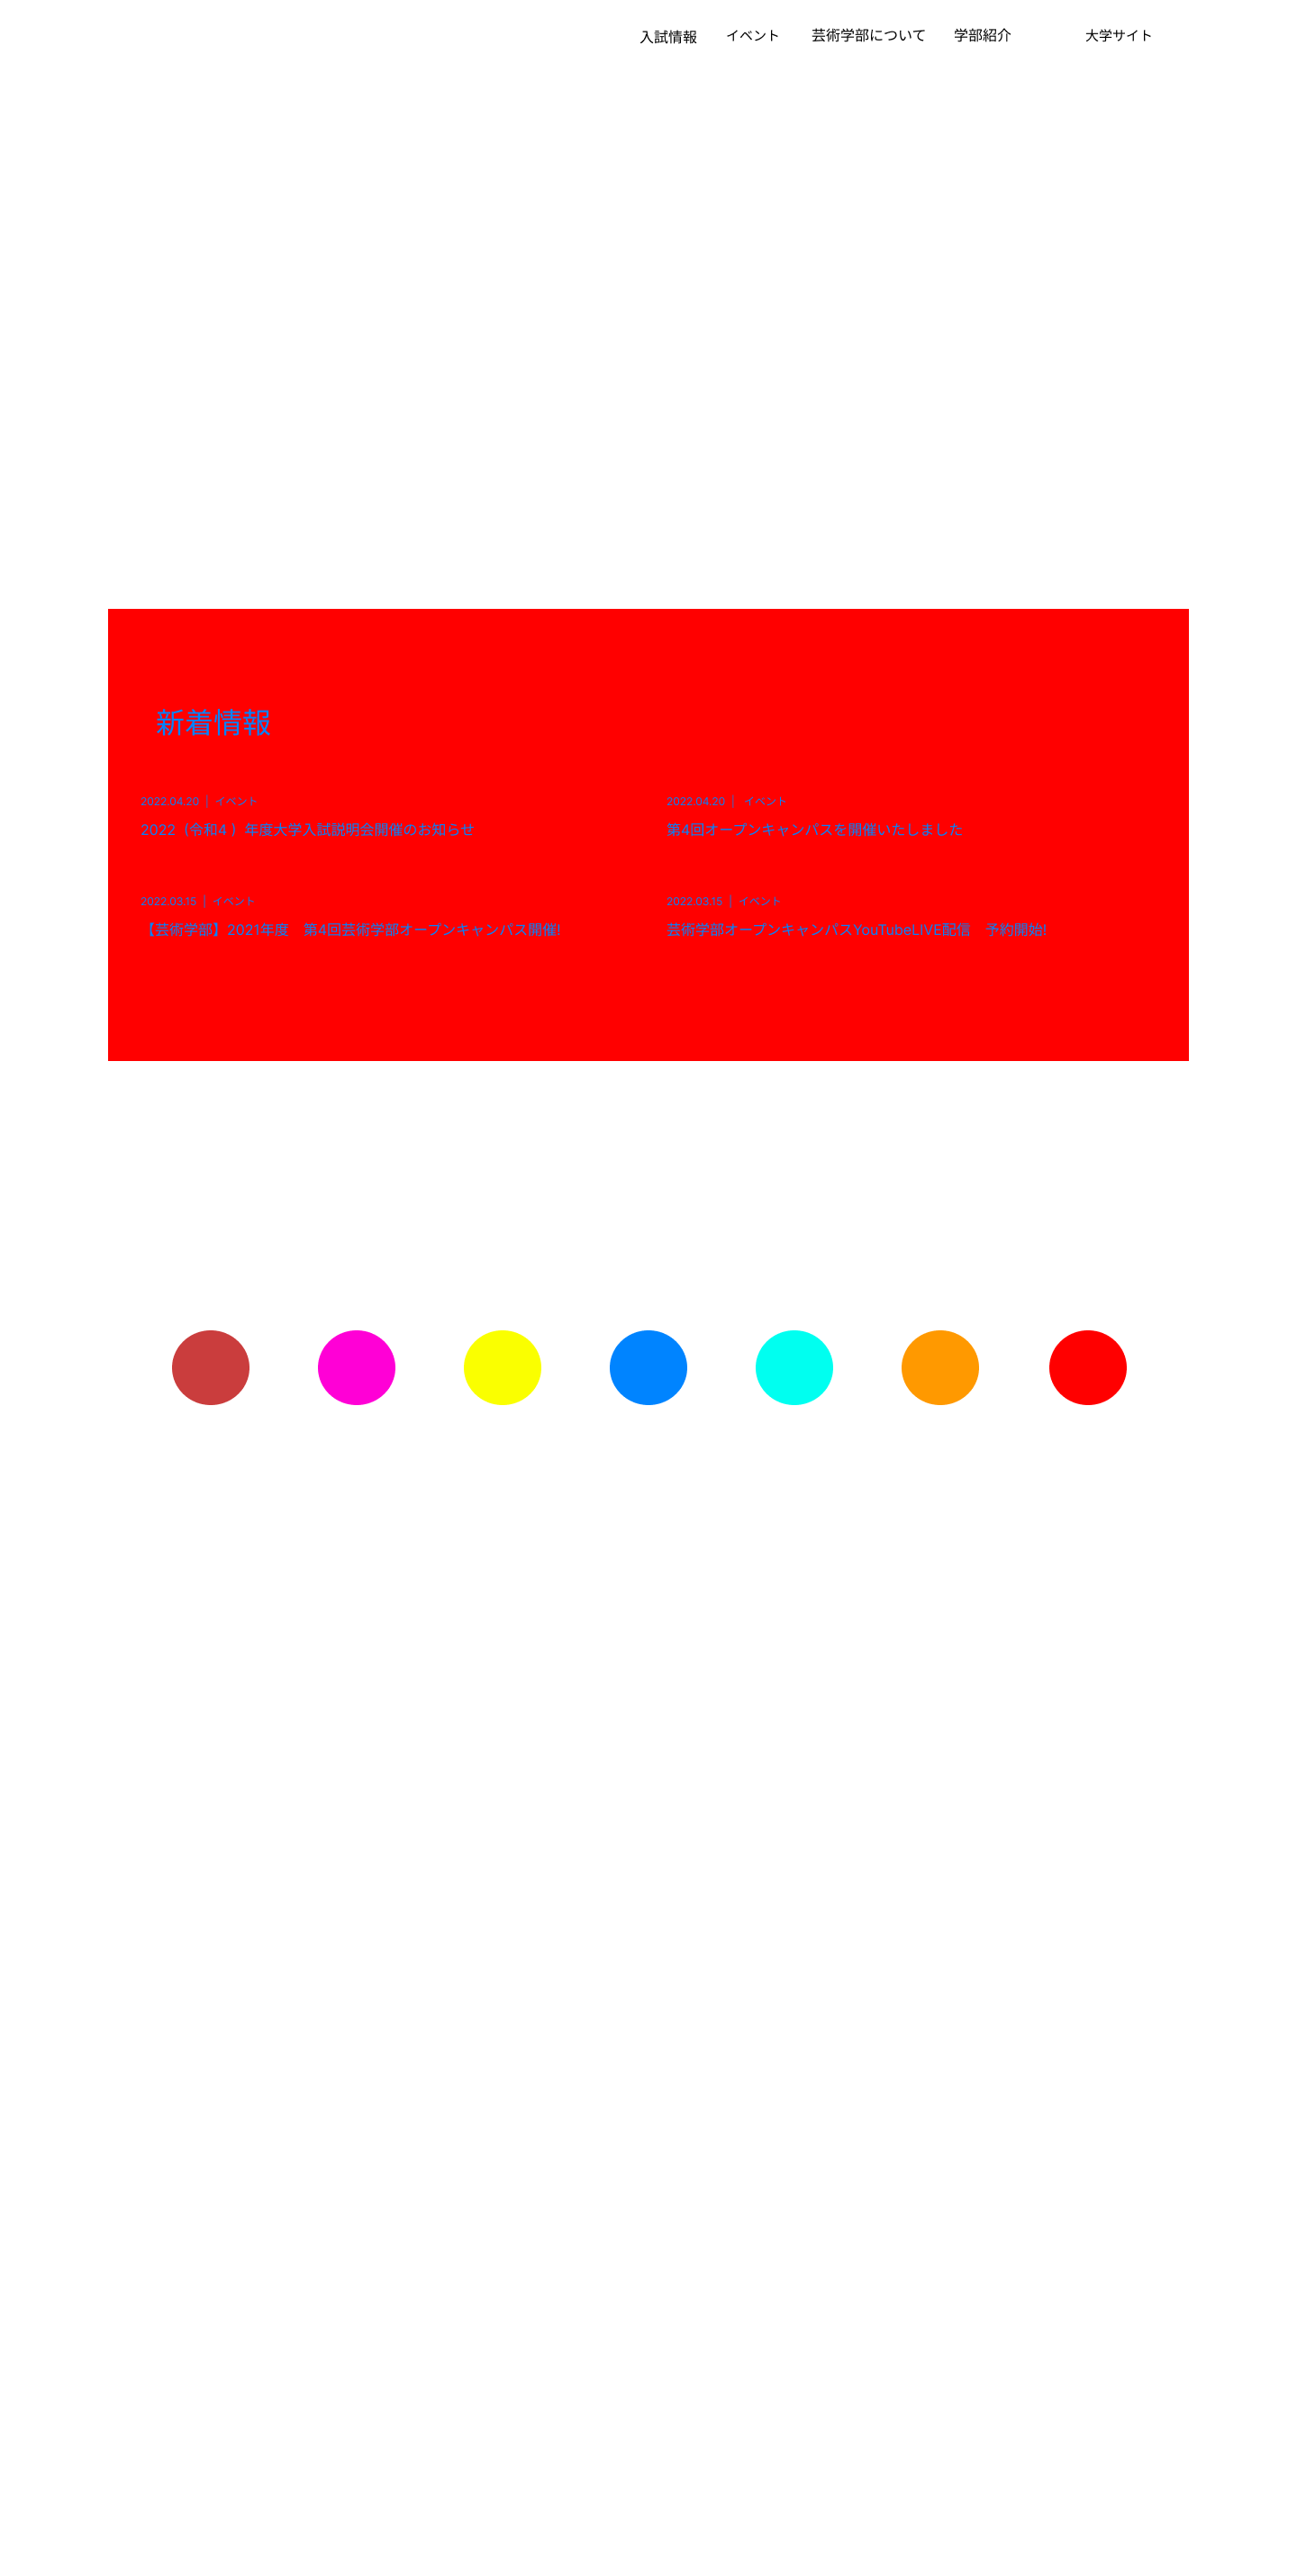 入試情報 イベント 芸術学部について 学部紹介 大学サイト
新着情報
2022.04.20 | イベント
2022（令和4 ）年度大学入試説明会開催のお知らせ
2022.04.20 | イベント
第4回オープンキャンパスを開催いたしました
2022.03.15 | イベント
【芸術学部】2021年度　第4回芸術学部オープンキャンパス開催!
2022.03.15 | イベント
芸術学部オープンキャンパスYouTubeLIVE配信　予約開始!